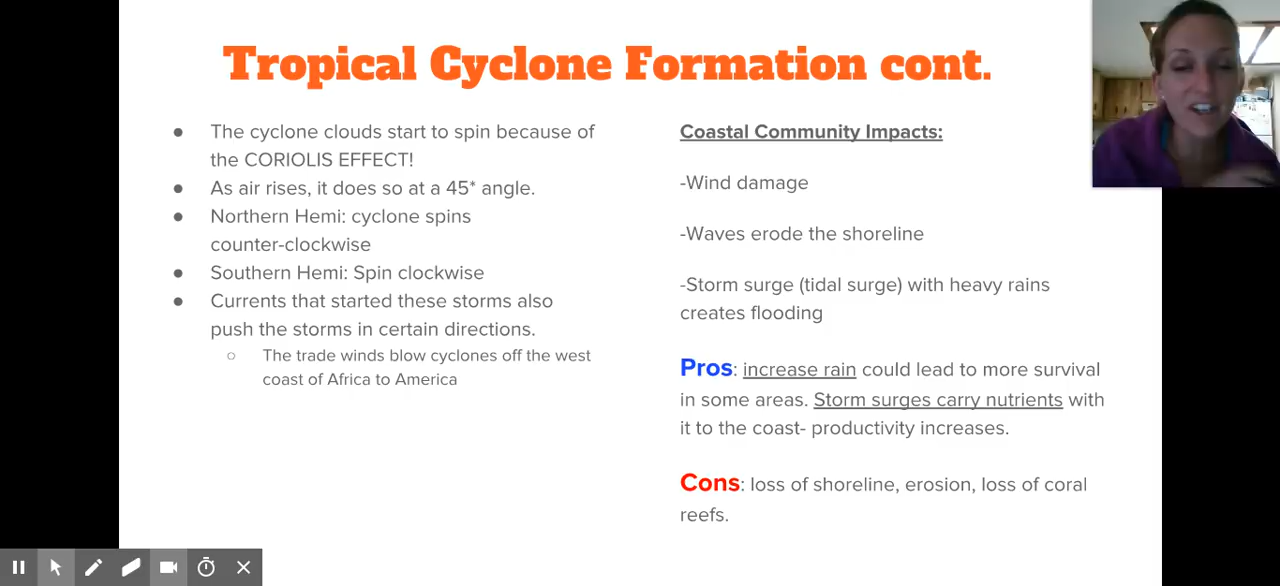 Tropical Cyclone Formation cont.
● The cyclone clouds start to spin because of
the CORIOLIS EFFECT!
● As air rises, it does so at a 45* angle.
● Northern Hemi: cyclone spins
counter-clockwise
● Southern Hemi: Spin clockwise
● Currents that started these storms also
push the storms in certain directions.
○ The trade winds blow cyclones off the west
coast of Africa to America
Coastal Community Impacts:
-Wind damage
-Waves erode the shoreline
-Storm surge (tidal surge) with heavy rains
creates flooding
Pros: increase rain could lead to more survival
in some areas. Storm surges carry nutrients with
it to the coast- productivity increases.
Cons: loss of shoreline, erosion, loss of coral
reefs.